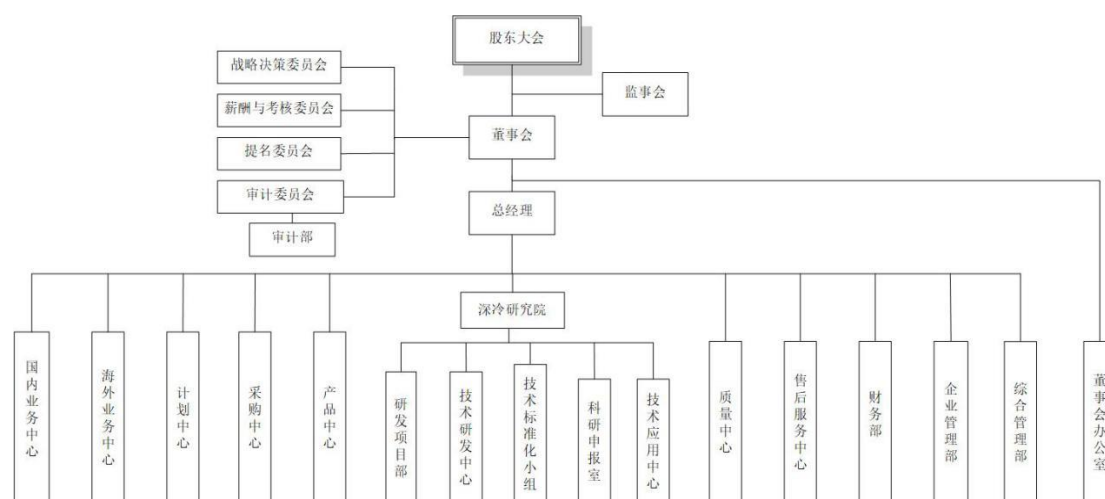 股东大会
战略决策委员会
监事会
薪酬与考核委员会
董事会
提名委员会
审计委员会
总经理
审计部
深冷研究院
国内业务中心
海外业务中心
计划中心
采购中心
产品中心
研发项目部
技术研发中心
技术标准化小组
科研申报室
技术应用中心
质量中心
售后服务中心
财务部
企业管理部
综合管理部
董事会办公室